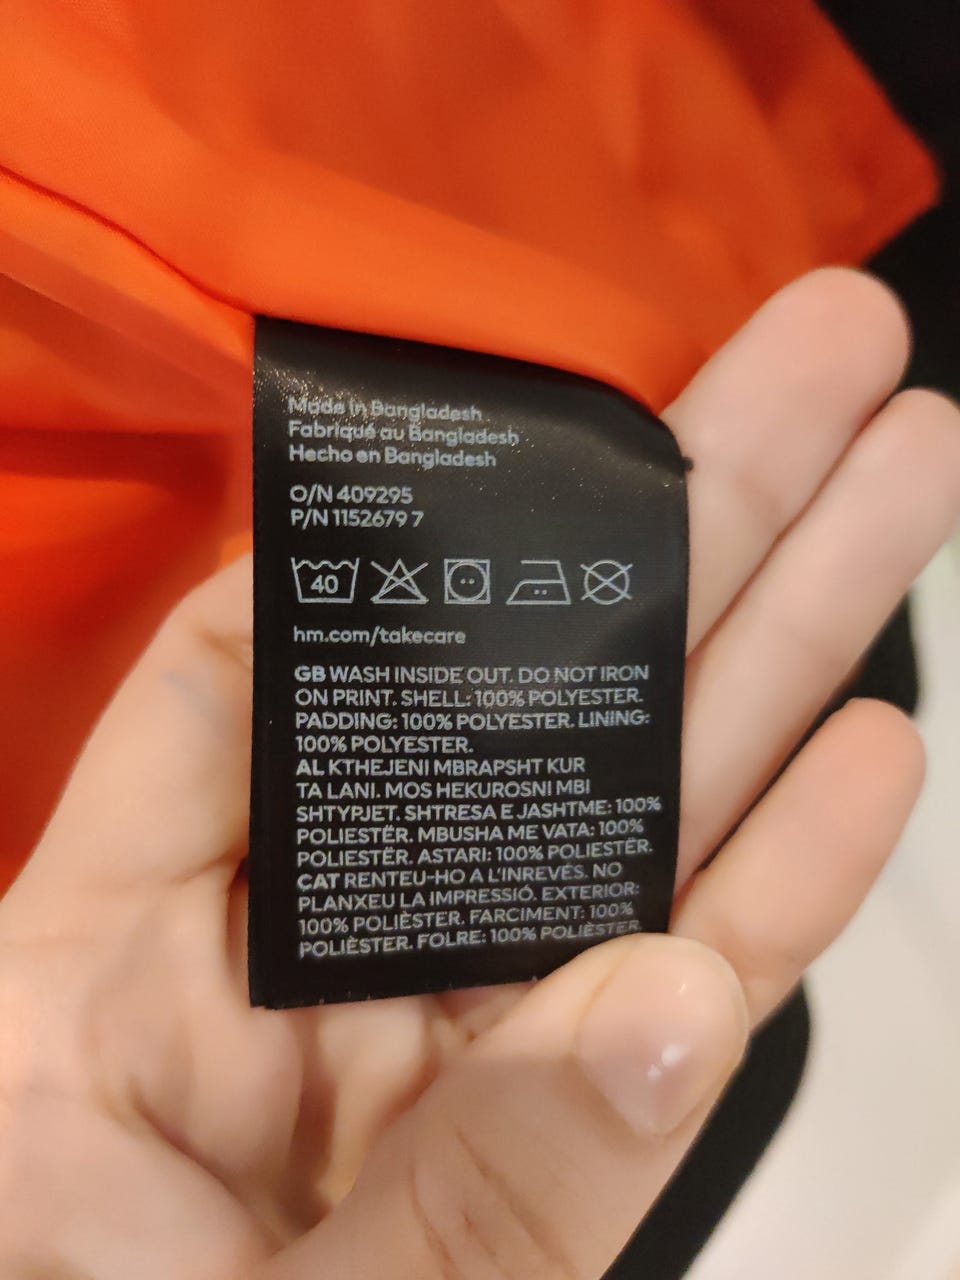 Made in Bangladesh
Fabriqué au Bangladesh
Hecho en Bangladesh
O/N 409295
P/N 1152679 7
40
hm.com/takecare
GB WASH INSIDE OUT. DO NOT IRON
ON PRINT. SHELL: 100% POLYESTER.
PADDING: 100% POLYESTER. LINING:
100% POLYESTER.
AL KTHEJENI MBRAPSHT KUR
TA LANI. MOS HEKUROSNI MBI
SHTYPJET. SHTRESA E JASHTME: 100%
POLIESTËR. MBUSHA ME VATA: 100%
POLIESTËR. ASTARI: 100% POLIESTËR.
CAT RENTEU-HO A L'INREVÉS. NO
PLANXEU LA IMPRESSIÓ. EXTERIOR:
100% POLIÈSTER. FARCIMENT: 100%
POLIÈSTER. FOLRE: 100% POLIÈSTER.